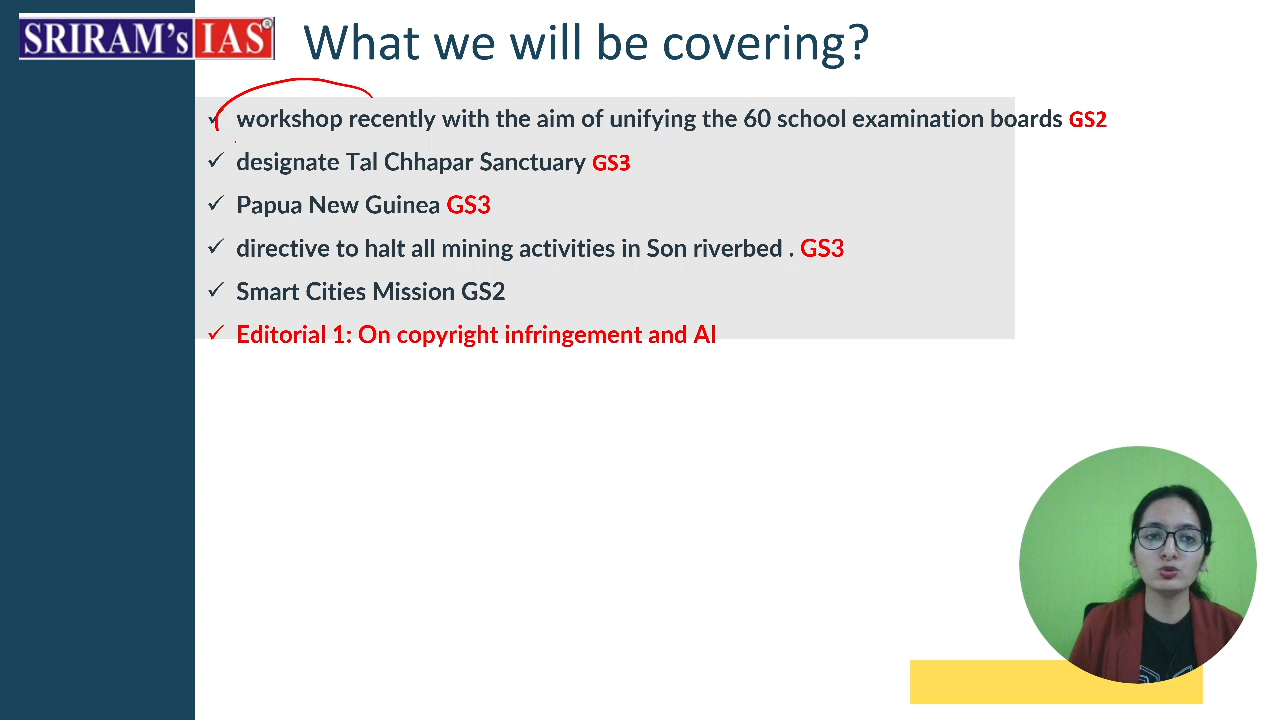 SRIRAM's IAS®
What we will be covering?
✓ workshop recently with the aim of unifying the 60 school examination boards GS2
✓ designate Tal Chhapar Sanctuary GS3
✓ Papua New Guinea GS3
✓ directive to halt all mining activities in Son riverbed . GS3
✓ Smart Cities Mission GS2
✓ Editorial 1: On copyright infringement and AI